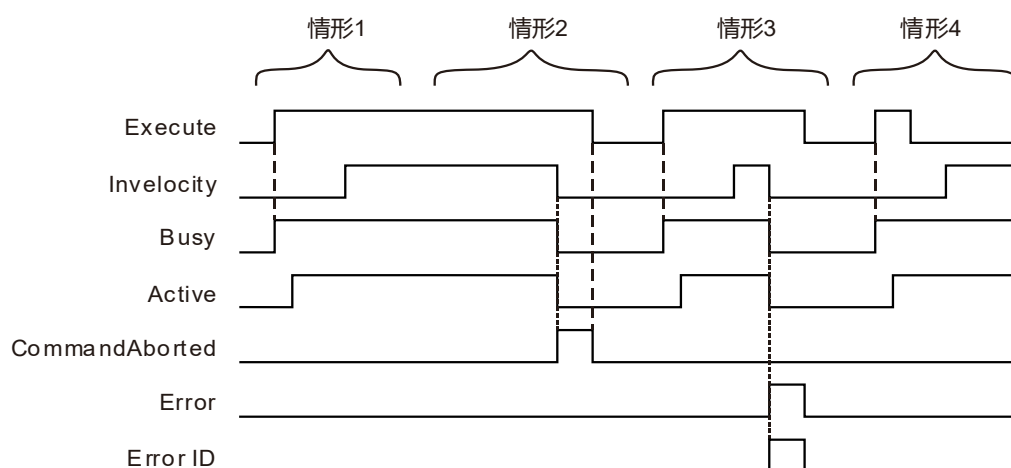 情形1 情形2 情形3 情形4
Execute
Invelocity
Busy
Active
CommandAborted
Error
Error ID